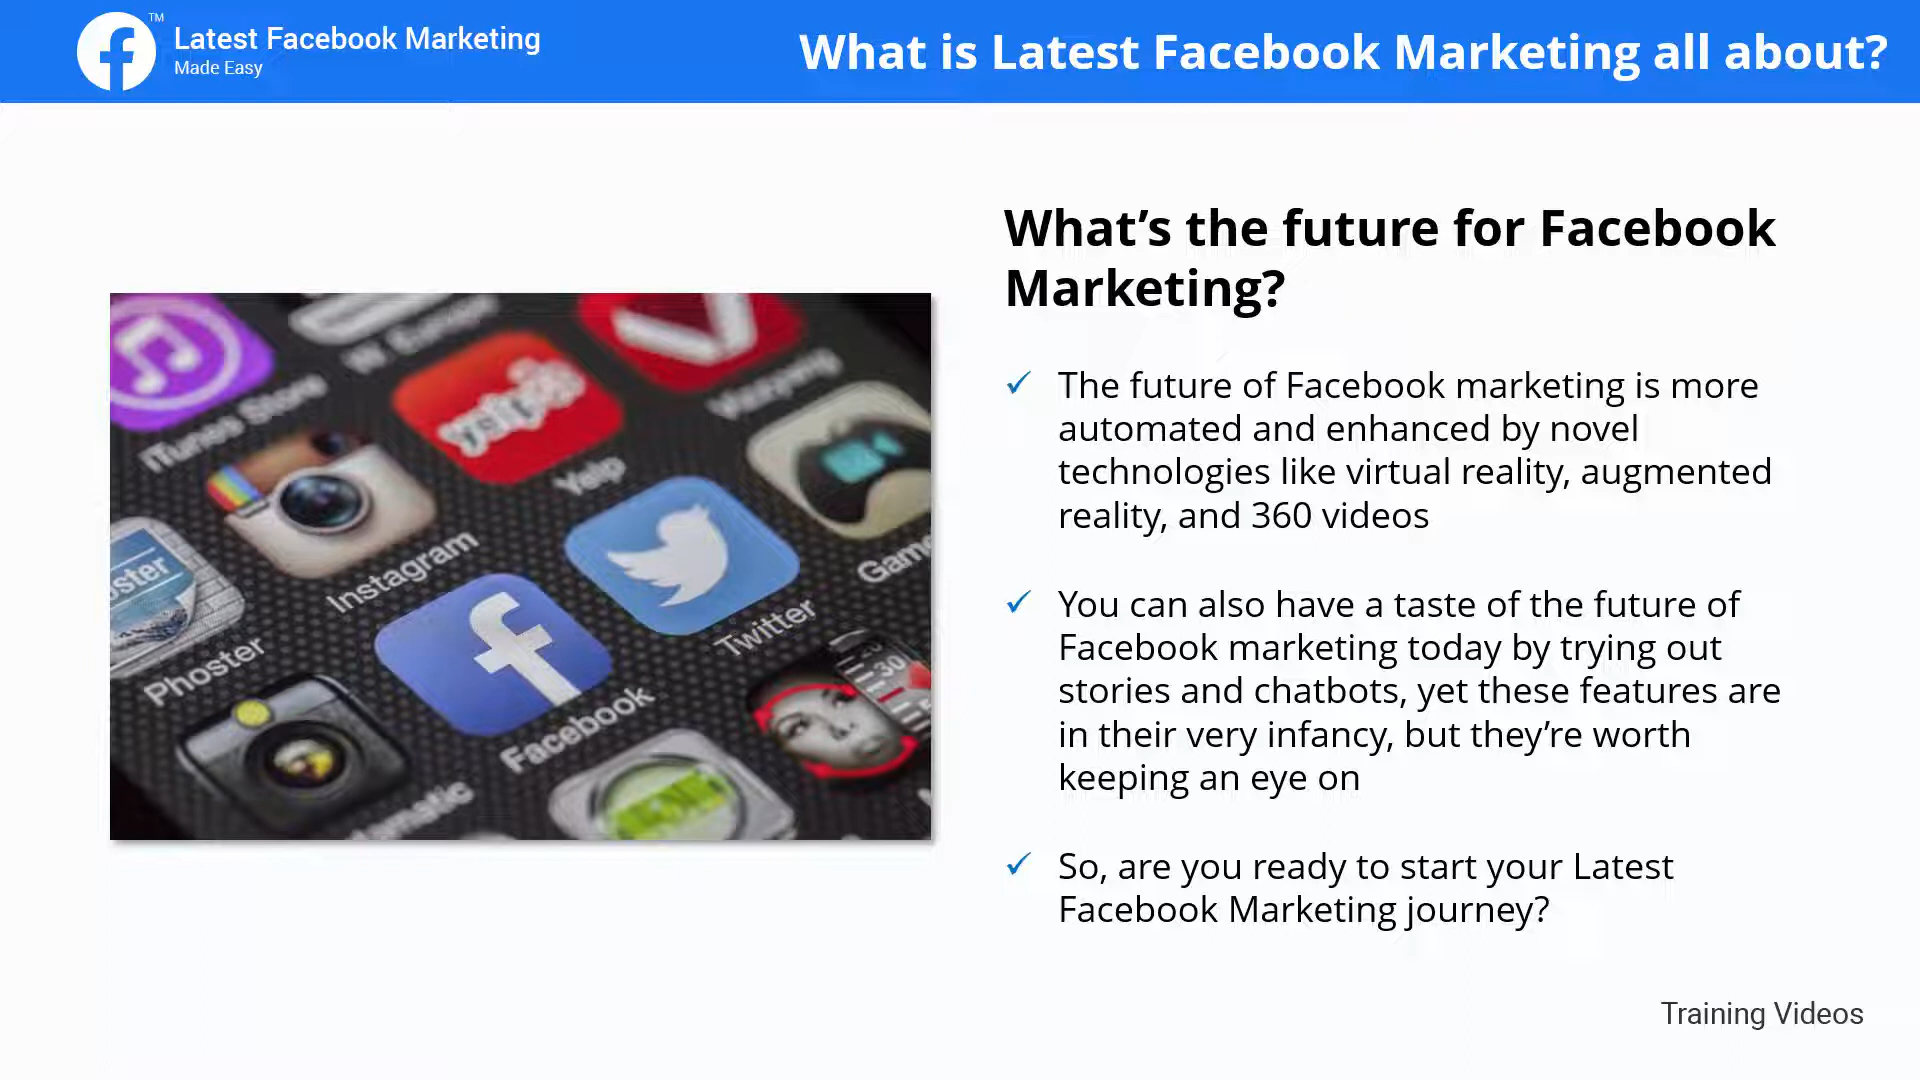 TM
Latest Facebook Marketing
Made Easy
What is Latest Facebook Marketing all about?
What’s the future for Facebook
Marketing?
The future of Facebook marketing is more
automated and enhanced by novel
technologies like virtual reality, augmented
reality, and 360 videos
You can also have a taste of the future of
Facebook marketing today by trying out
stories and chatbots, yet these features are
in their very infancy, but they’re worth
keeping an eye on
So, are you ready to start your Latest
Facebook Marketing journey?
iTunes Store
yelp
Yelp
Instagram
Twitter
Phoster
Facebook
30
Training Videos